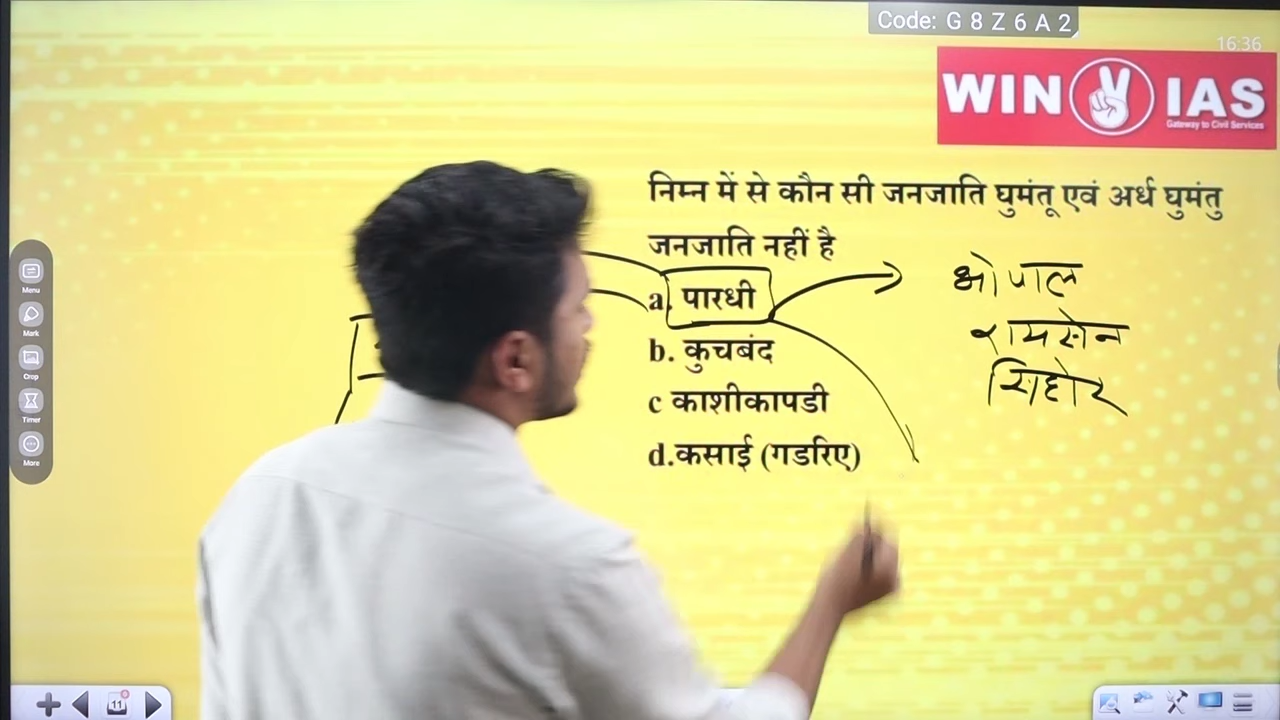 Code: G 8 Z 6 A 2
16:36
WIN IAS
Gateway to Civil Services
निम्न में से कौन सी जनजाति घुमंतू एवं अर्ध घुमंतु
जनजाति नहीं है
a. पारधी
b. कुचबंद
c काशीकापडी
d.कसाई (गडरिए)
भोपाल
रायसेन
सिहोर
Menu
Mark
Crop
Timer
More
11